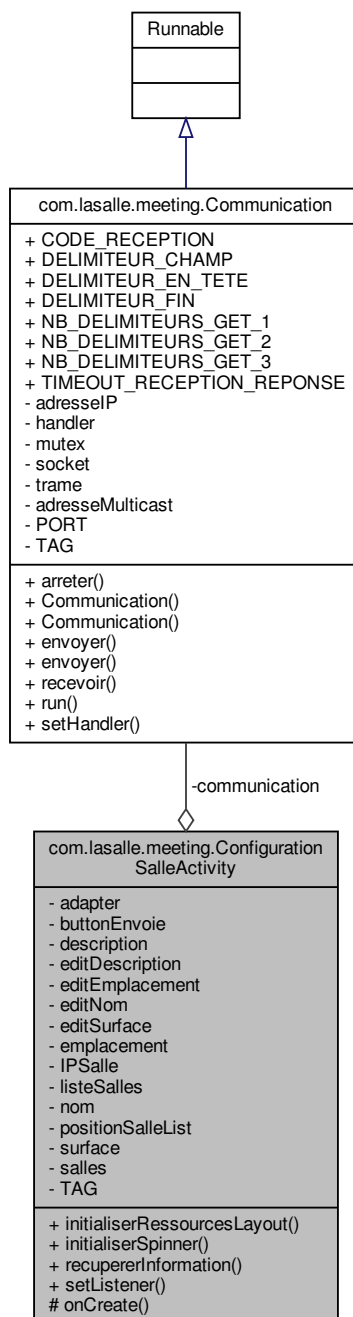 Runnable
com.lasalle.meeting.Communication
+ CODE_RECEPTION
+ DELIMITEUR_CHAMP
+ DELIMITEUR_EN_TETE
+ DELIMITEUR_FIN
+ NB_DELIMITEURS_GET_1
+ NB_DELIMITEURS_GET_2
+ NB_DELIMITEURS_GET_3
+ TIMEOUT_RECEPTION_REPONSE
- adresseIP
- handler
- mutex
- socket
- trame
- adresseMulticast
- PORT
- TAG
+ arreter()
+ Communication()
+ Communication()
+ envoyer()
+ envoyer()
+ recevoir()
+ run()
+ setHandler()
-communication
com.lasalle.meeting.Configuration
SalleActivity
- adapter
- buttonEnvoie
- description
- editDescription
- editEmplacement
- editNom
- editSurface
- emplacement
- IPSalle
- listeSalles
- nom
- positionSalleList
- surface
- salles
- TAG
+ initialiserRessourcesLayout()
+ initialiserSpinner()
+ recupererInformation()
+ setListener()
# onCreate()